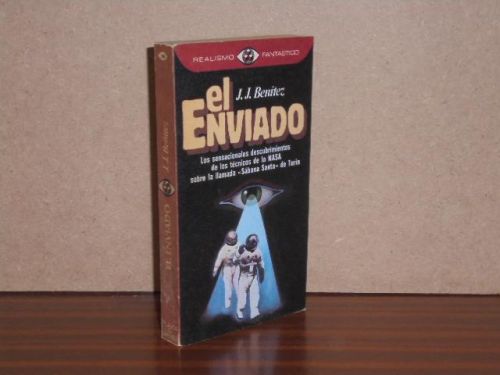 REALISMO FANTASTICO
el
J. J. Benítez
ENVIADO
Los sensacionales descubrimientos
de los técnicos de la NASA
sobre la llamada «Sábana Santa» de Turín
J. J. Benítez
EL ENVIADO